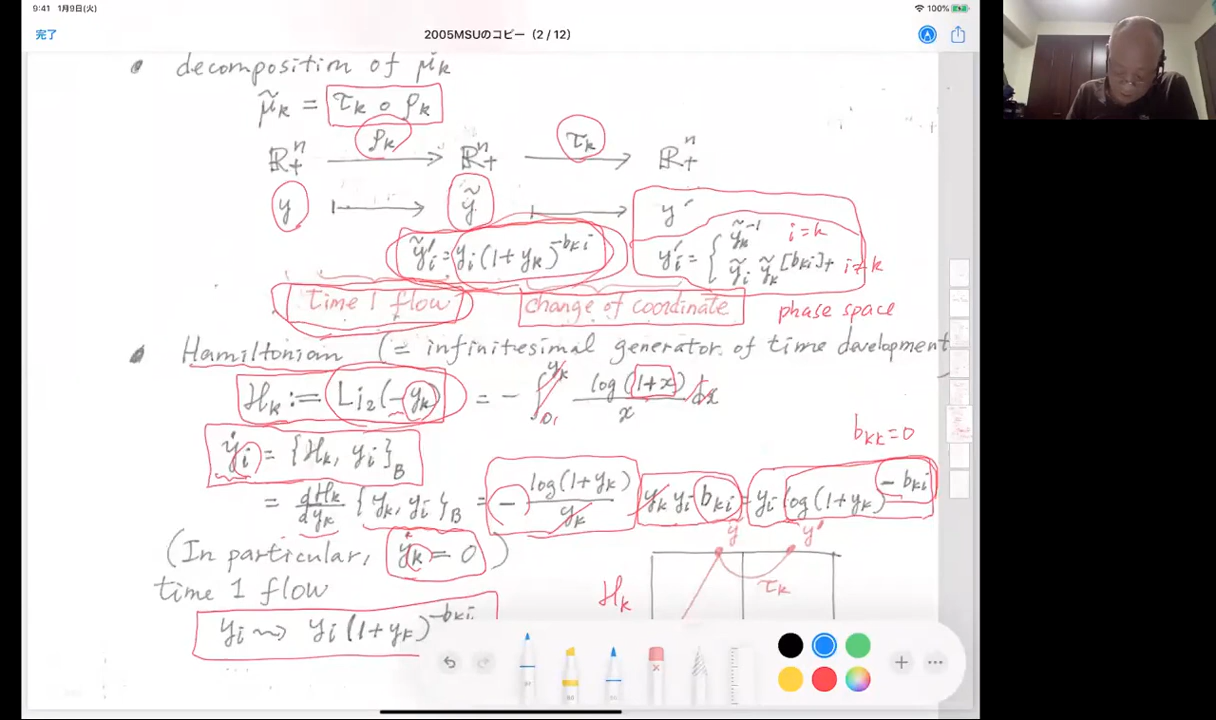 9:41 1月9日(火)
100%
完了
2005MSUのコピー (2 / 12)
• decomposition of μ̃k
μ̃k = τk ∘ ρk
ρk τk
ℝ₊ⁿ → ℝ₊ⁿ → ℝ₊ⁿ
y ↦ ỹ ↦ y′
ỹi′ = yi(1+yk)^{-bki}
yi′ = { ỹk^{-1} i=k
ỹi ỹk^{[bki]+} i≠k
time 1 flow change of coordinate phase space
• Hamiltonian (= infinitesimal generator of time development
Hk := Li₂(-yk) = - ∫₀^{yk} log(1+x)/x dx
bkk=0
ẏi = {Hk, yi}_B
= dHk/dyk {yk, yi}_B = - log(1+yk)/yk yk yi bki = yi log(1+yk)^{-bki}
(In particular, ẏk = 0)
y y′
time 1 flow
Hk τk
yi ⤳ yi(1+yk)^{-bki}